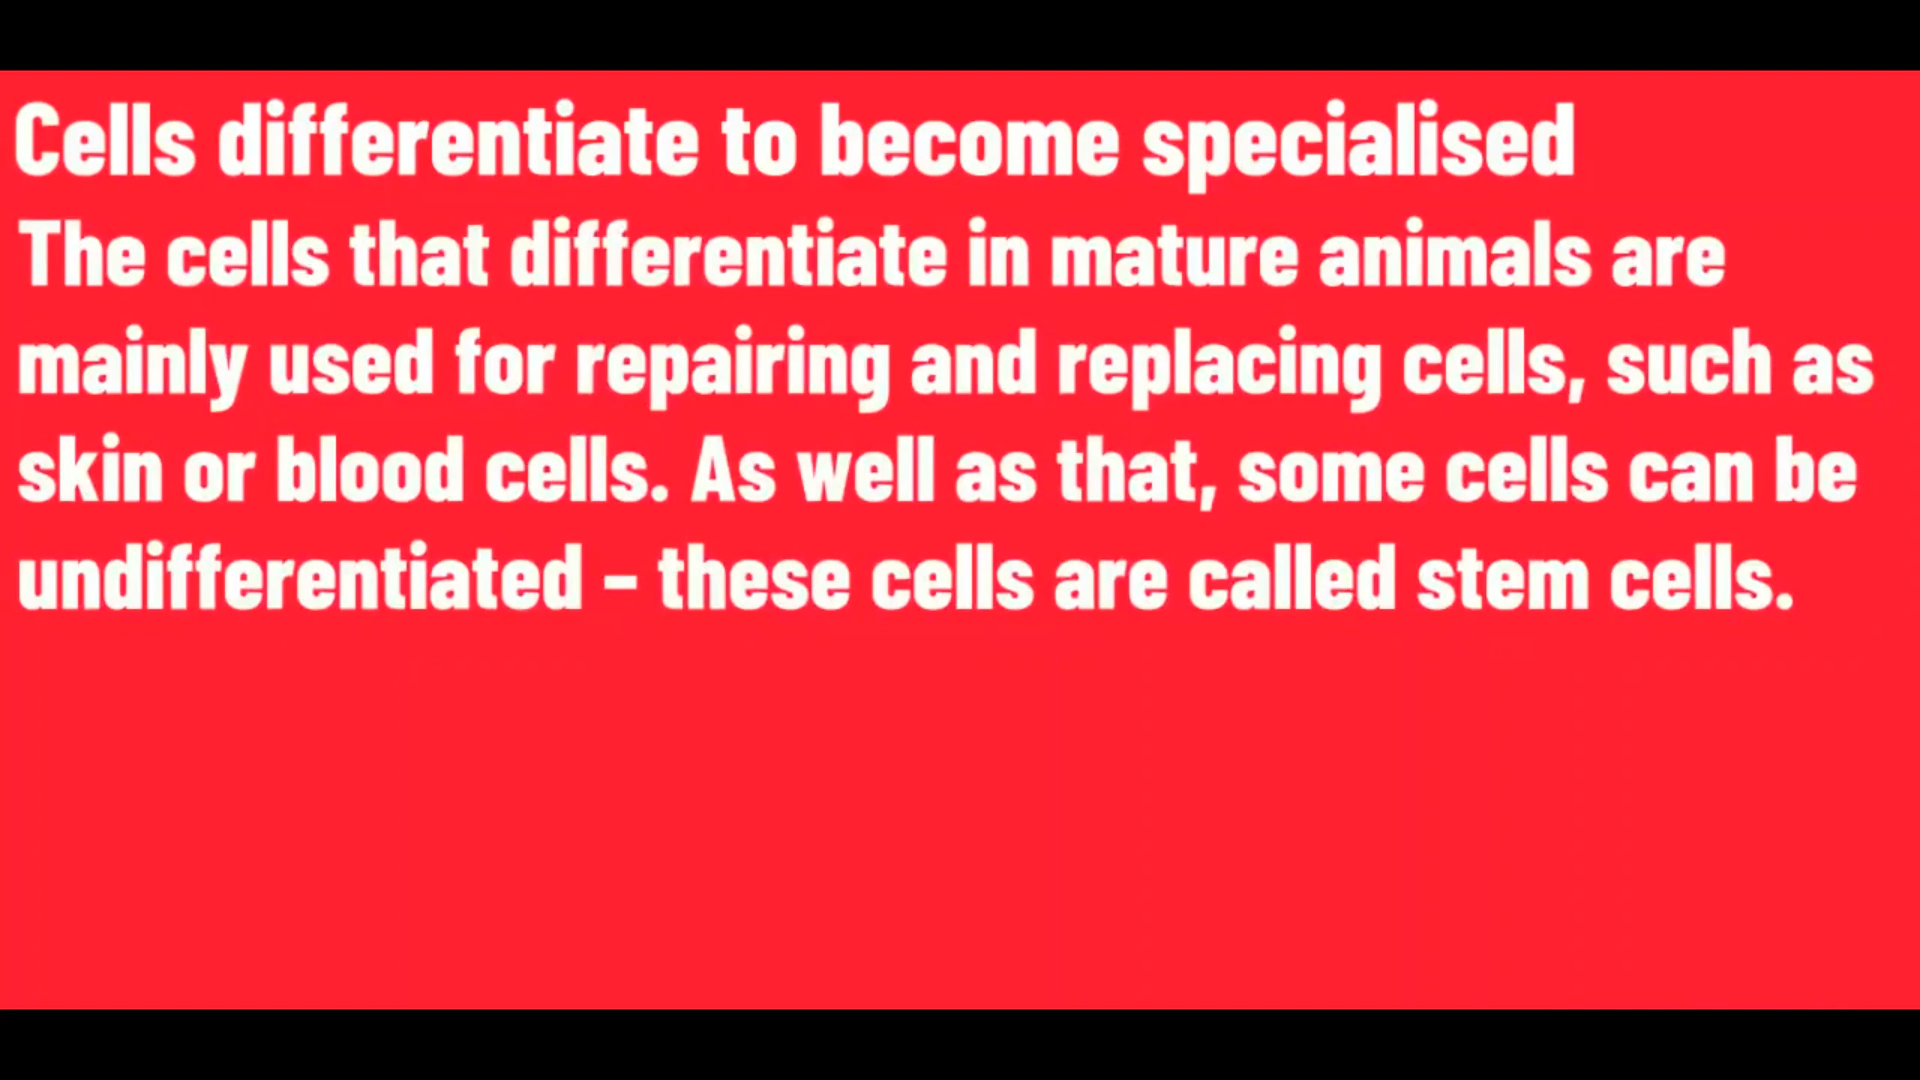 Cells differentiate to become specialised
The cells that differentiate in mature animals are
mainly used for repairing and replacing cells, such as
skin or blood cells. As well as that, some cells can be
undifferentiated – these cells are called stem cells.